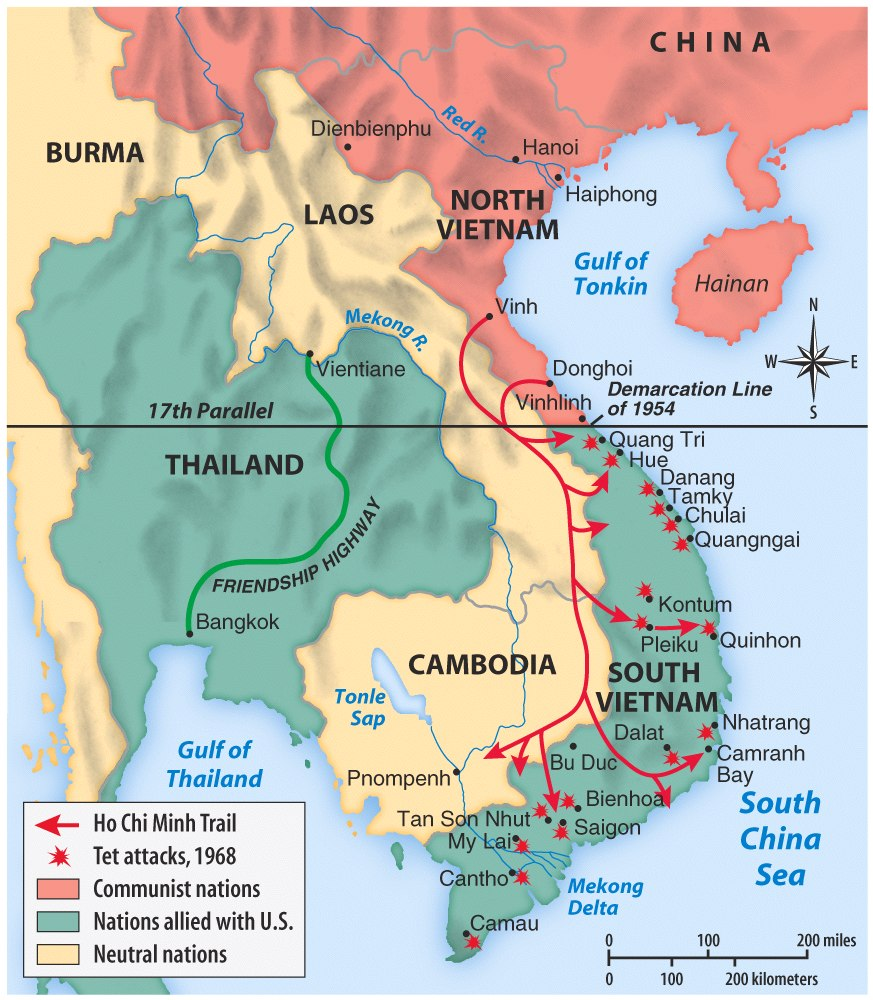 CHINA
Red R.
Dienbienphu
Hanoi
BURMA
Haiphong
LAOS
NORTH
VIETNAM
Gulf of
Tonkin
Hainan
Vinh
N
W
E
S
Mekong R.
Vientiane
Donghoi
Vinhlinh
Demarcation Line
of 1954
17th Parallel
Quang Tri
Hue
THAILAND
Danang
Tamky
Chulai
Quangngai
FRIENDSHIP HIGHWAY
Kontum
Bangkok
Pleiku
Quinhon
CAMBODIA
SOUTH
VIETNAM
Tonle
Sap
Nhatrang
Dalat
Camranh
Bay
Bu Duc
Gulf of
Thailand
Pnompenh
Bienhoa
South
China
Sea
Tan Son Nhut
Saigon
My Lai
Cantho
Mekong
Delta
Camau
Ho Chi Minh Trail
Tet attacks, 1968
Communist nations
Nations allied with U.S.
Neutral nations
0 100 200 miles
0 100 200 kilometers